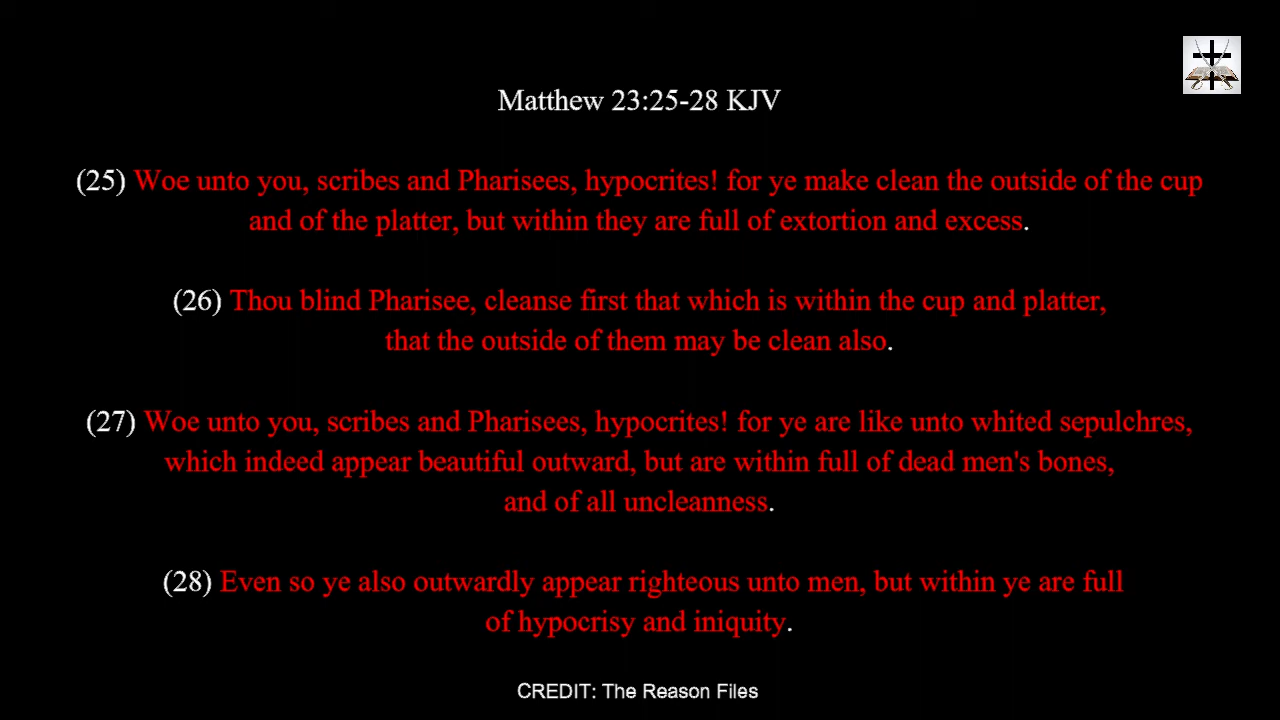 Matthew 23:25-28 KJV
(25) Woe unto you, scribes and Pharisees, hypocrites! for ye make clean the outside of the cup
and of the platter, but within they are full of extortion and excess.
(26) Thou blind Pharisee, cleanse first that which is within the cup and platter,
that the outside of them may be clean also.
(27) Woe unto you, scribes and Pharisees, hypocrites! for ye are like unto whited sepulchres,
which indeed appear beautiful outward, but are within full of dead men's bones,
and of all uncleanness.
(28) Even so ye also outwardly appear righteous unto men, but within ye are full
of hypocrisy and iniquity.
CREDIT: The Reason Files